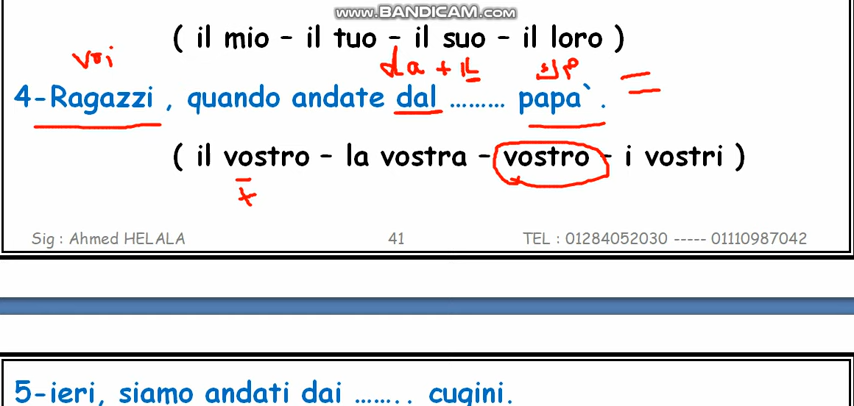 www.BANDICAM.com
( il mio - il tuo - il suo - il loro )
voi
da + il
4-Ragazzi , quando andate dal ......... papa` .
( il vostro - la vostra - vostro - i vostri )
Sig : Ahmed HELALA 41 TEL : 01284052030 ----- 01110987042
5-ieri, siamo andati dai ........ cugini.